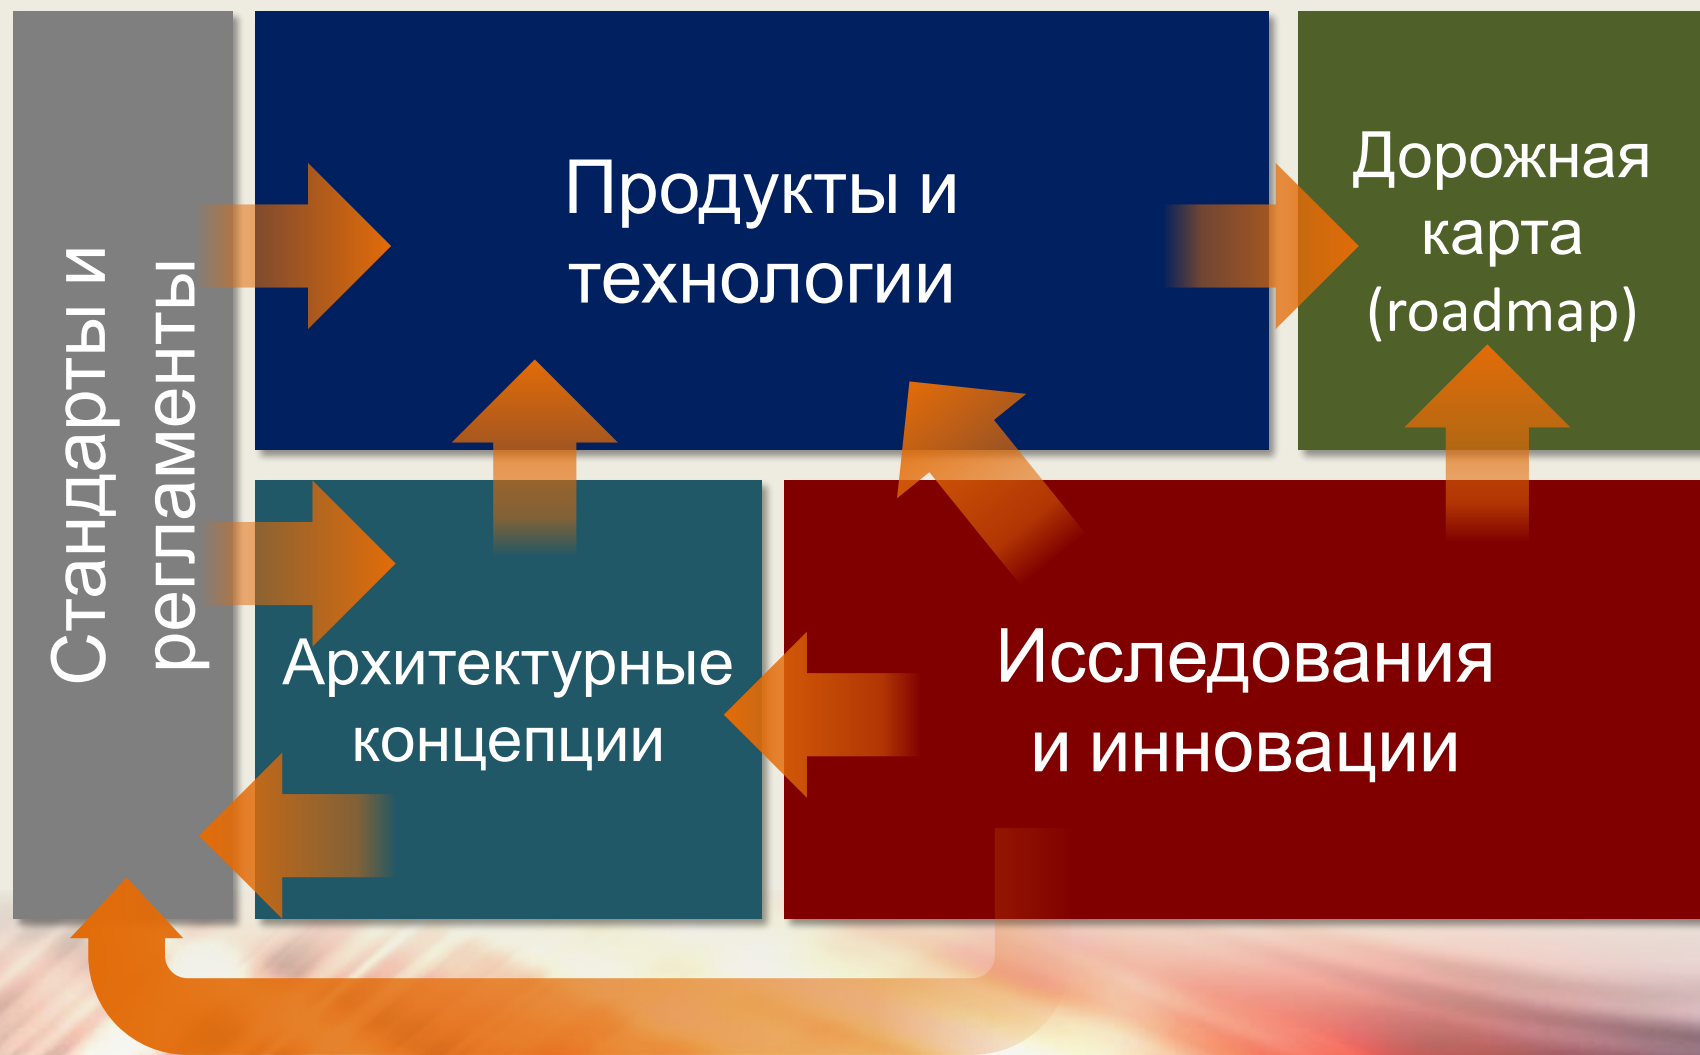 Стандарты и
регламенты
Продукты и
технологии
Дорожная
карта
(roadmap)
Архитектурные
концепции
Исследования
и инновации